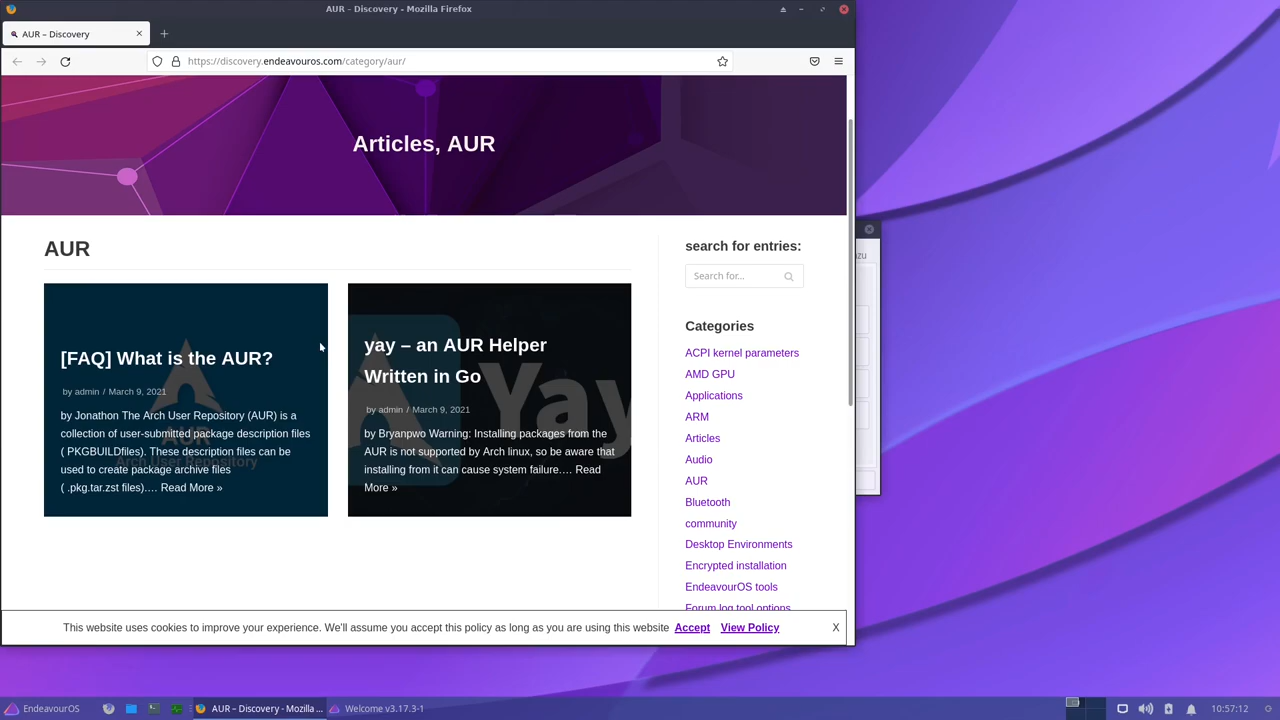 AUR – Discovery - Mozilla Firefox
AUR – Discovery
https://discovery.endeavouros.com/category/aur/
Articles, AUR
AUR
[FAQ] What is the AUR?
by admin / March 9, 2021
by Jonathon The Arch User Repository (AUR) is a
collection of user-submitted package description files
( PKGBUILDfiles). These description files can be
used to create package archive files
( .pkg.tar.zst files)…. Read More »
AUR
Arch User Repository
yay – an AUR Helper
Written in Go
by admin / March 9, 2021
by Bryanpwo Warning: Installing packages from the
AUR is not supported by Arch linux, so be aware that
installing from it can cause system failure.… Read
More »
Yay
search for entries:
Search for...
Categories
ACPI kernel parameters
AMD GPU
Applications
ARM
Articles
Audio
AUR
Bluetooth
community
Desktop Environments
Encrypted installation
EndeavourOS tools
Forum log tool options
This website uses cookies to improve your experience. We'll assume you accept this policy as long as you are using this website Accept View Policy X
EndeavourOS
AUR – Discovery - Mozilla ...
Welcome v3.17.3-1
10:57:12